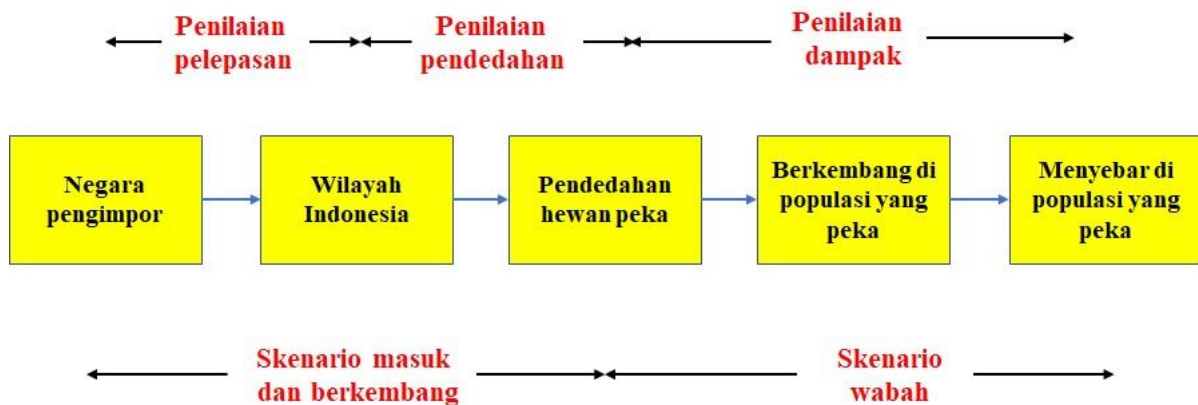 Penilaian
pelepasan
Penilaian
pendedahan
Penilaian
dampak
Negara
pengimpor
Wilayah
Indonesia
Pendedahan
hewan peka
Berkembang di
populasi yang
peka
Menyebar di
populasi yang
peka
Skenario masuk
dan berkembang
Skenario
wabah